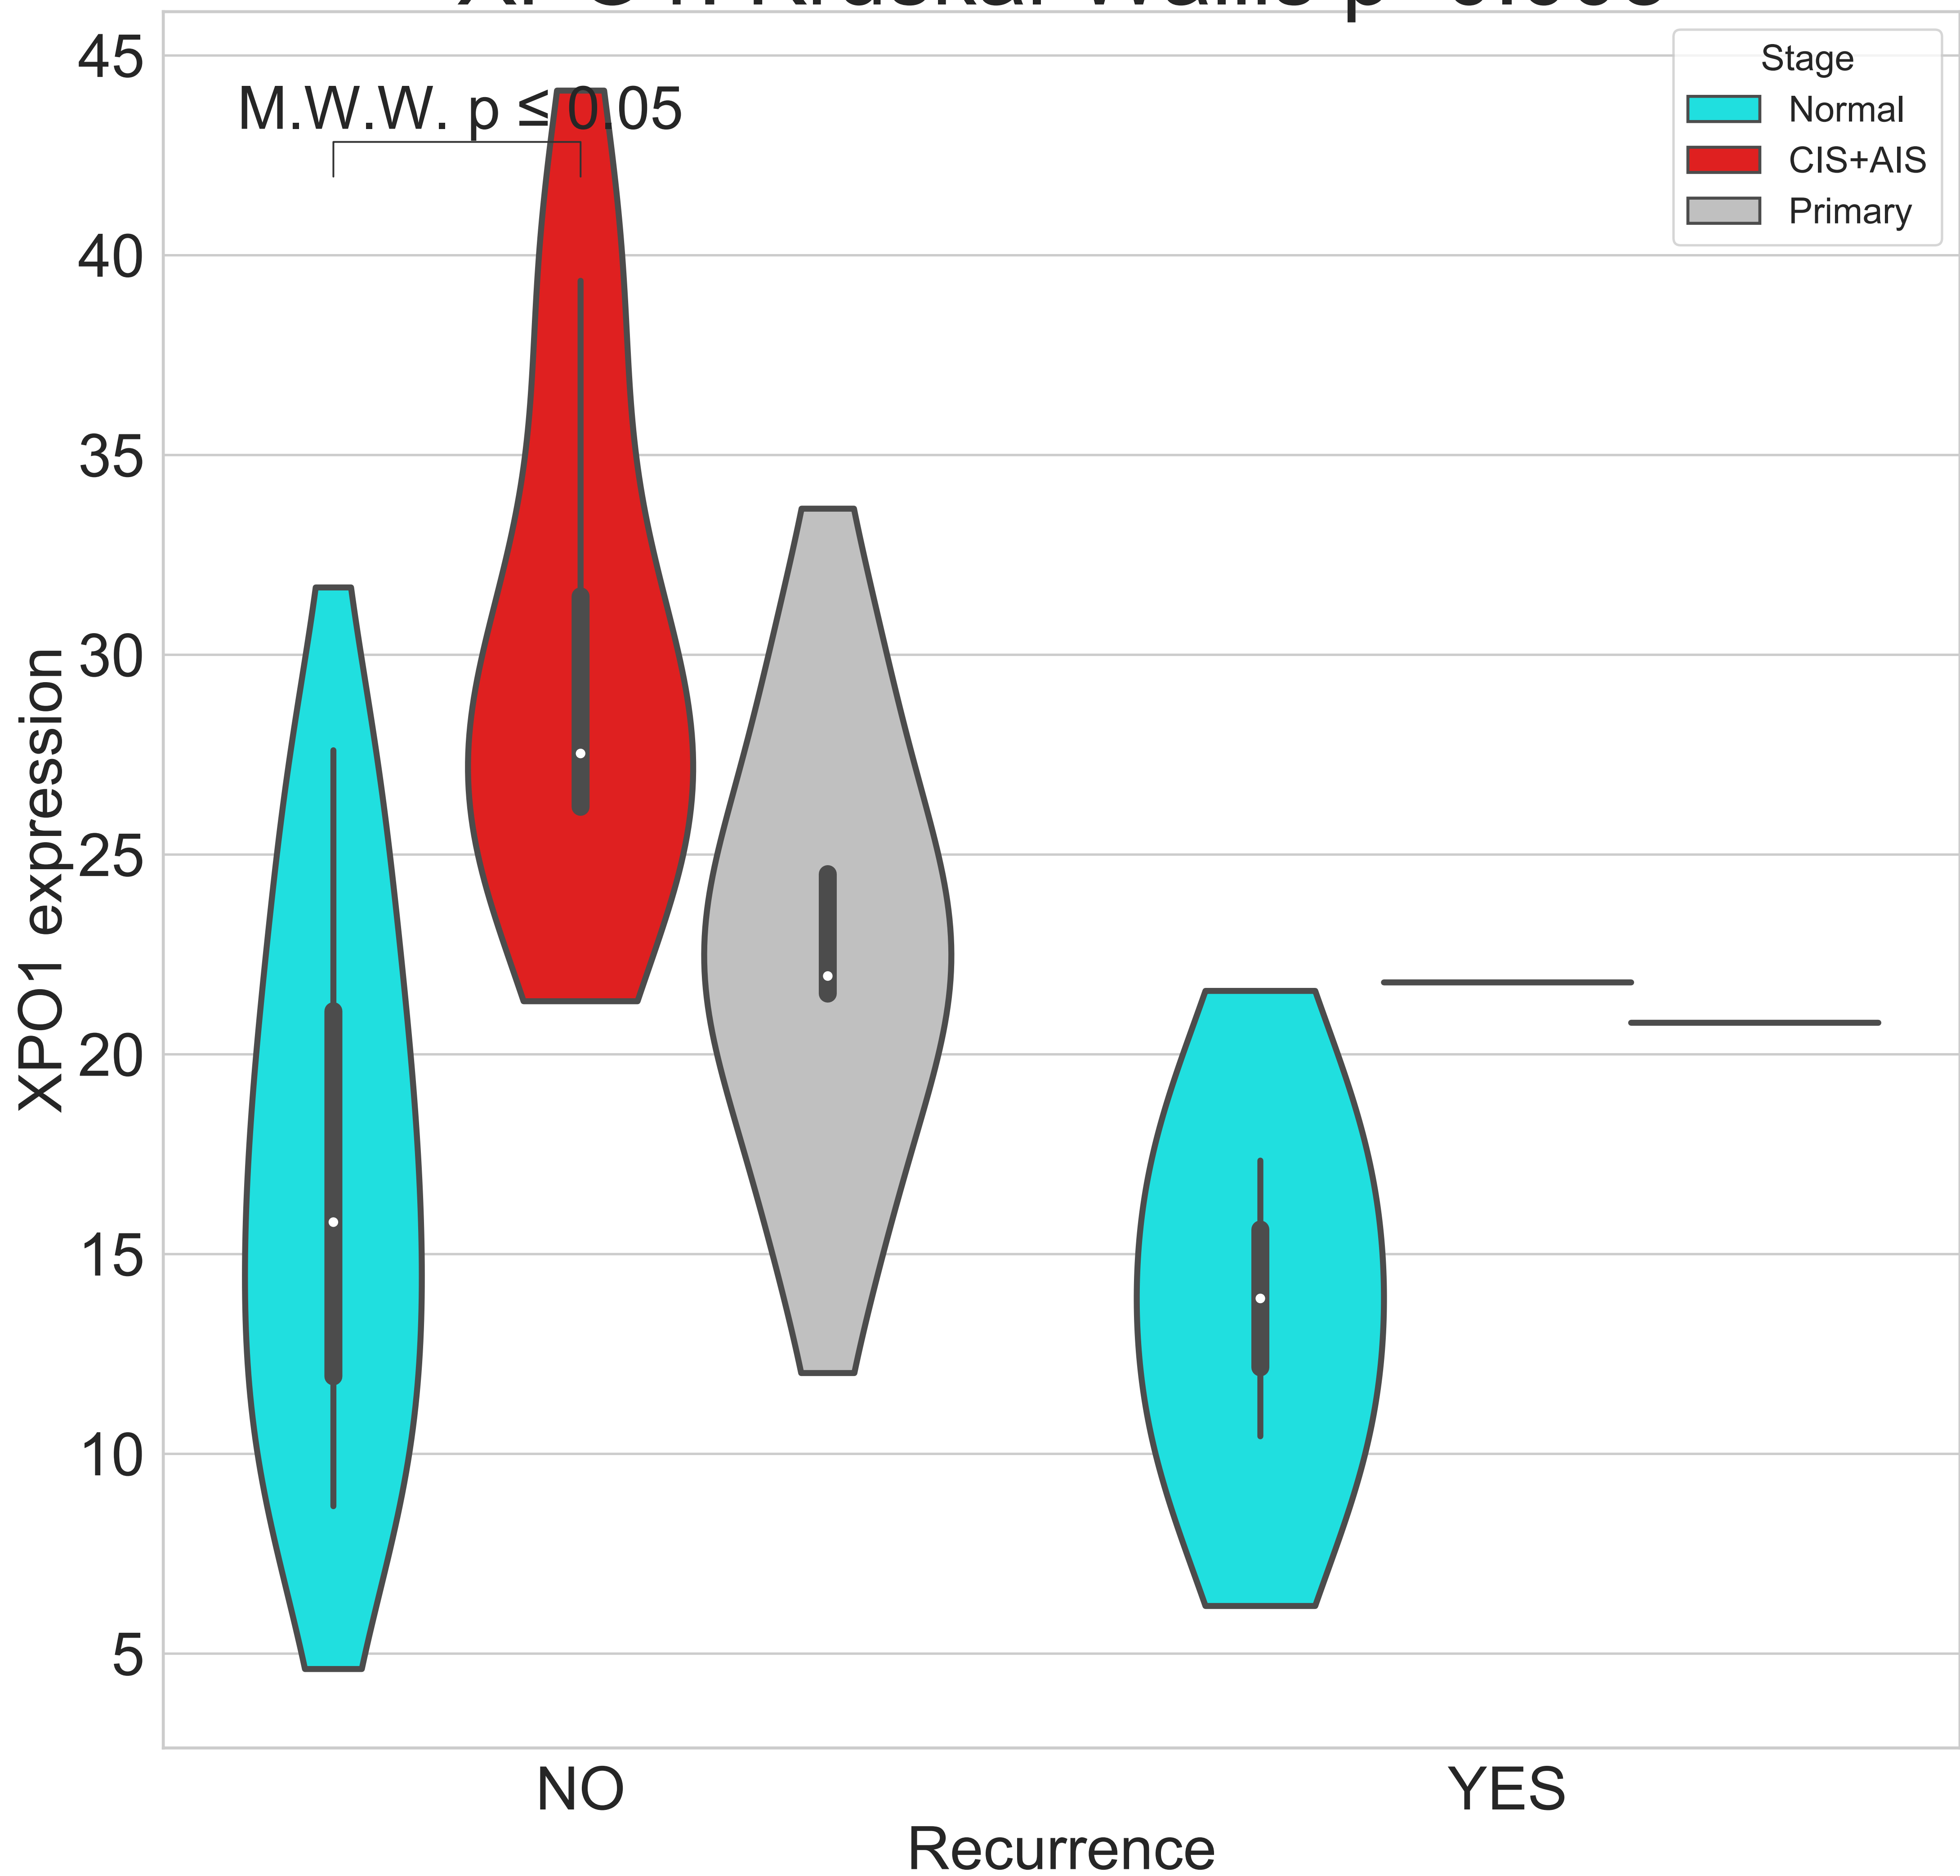 45
M.W.W. p ≤ 0.05
40
35
30
25
20
15
10
5
XPO1 expression
Stage
Normal
CIS+AIS
Primary
NO
YES
Recurrence